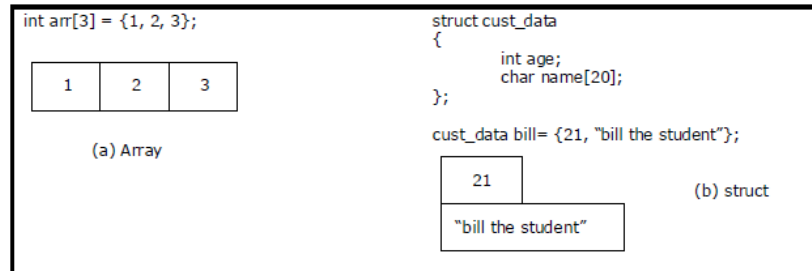 int arr[3] = {1, 2, 3};
1 2 3
(a) Array
struct cust_data
{
int age;
char name[20];
};
cust_data bill= {21, “bill the student”};
21
(b) struct
“bill the student”